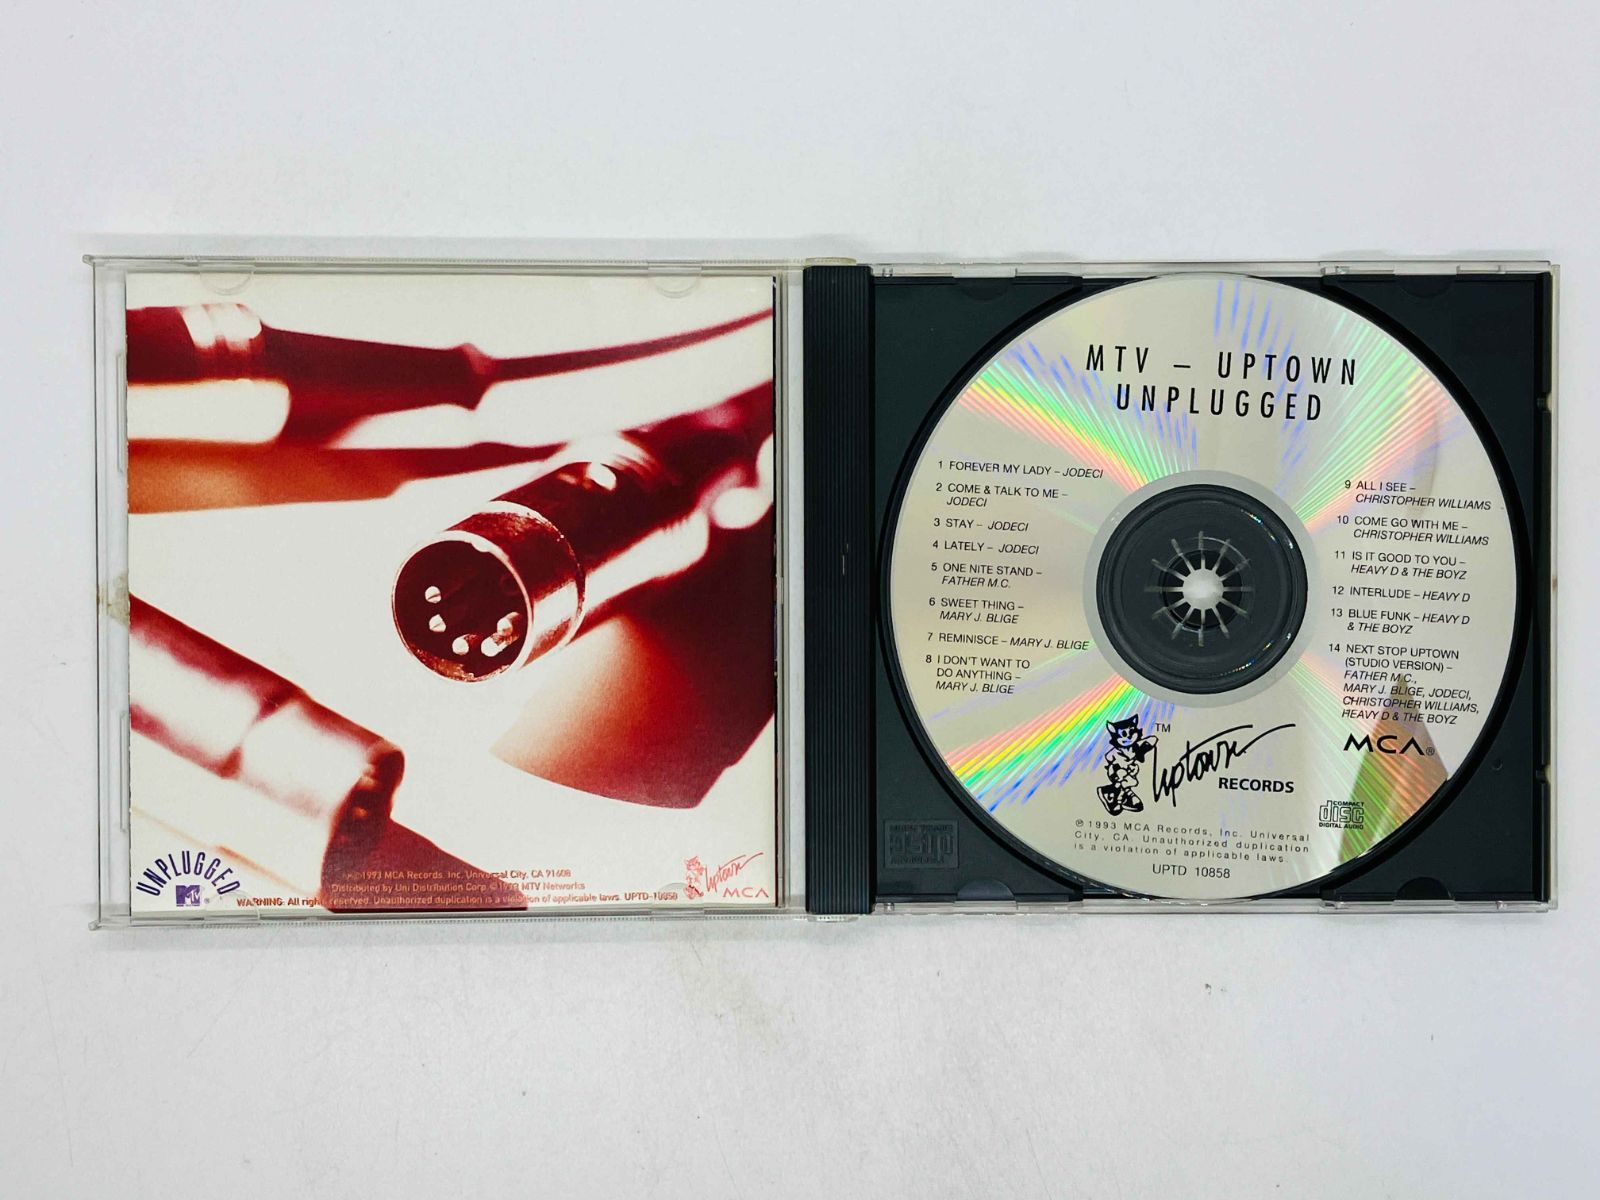 UNPLUGGED
MTV
®
℗©1993 MCA Records, Inc. Universal City, CA 91608
Distributed by Uni Distribution Corp. © 1993 MTV Networks
WARNING: All rights reserved. Unauthorized duplication is a violation of applicable laws. UPTD-10858
Uptown
MCA
MTV – UPTOWN
UNPLUGGED
1 FOREVER MY LADY – JODECI
2 COME & TALK TO ME –
JODECI
3 STAY – JODECI
4 LATELY – JODECI
5 ONE NITE STAND –
FATHER M.C.
6 SWEET THING –
MARY J. BLIGE
7 REMINISCE – MARY J. BLIGE
8 I DON'T WANT TO
DO ANYTHING –
MARY J. BLIGE
9 ALL I SEE –
CHRISTOPHER WILLIAMS
10 COME GO WITH ME –
CHRISTOPHER WILLIAMS
11 IS IT GOOD TO YOU –
HEAVY D & THE BOYZ
12 INTERLUDE – HEAVY D
13 BLUE FUNK – HEAVY D
& THE BOYZ
14 NEXT STOP UPTOWN
(STUDIO VERSION) –
FATHER M.C.,
MARY J. BLIGE, JODECI,
CHRISTOPHER WILLIAMS,
HEAVY D & THE BOYZ
MCA®
TM
Uptown
RECORDS
COMPACT
disc
DIGITAL AUDIO
℗ 1993 MCA Records, Inc. Universal
City, CA. Unauthorized duplication
is a violation of applicable laws.
UPTD 10858